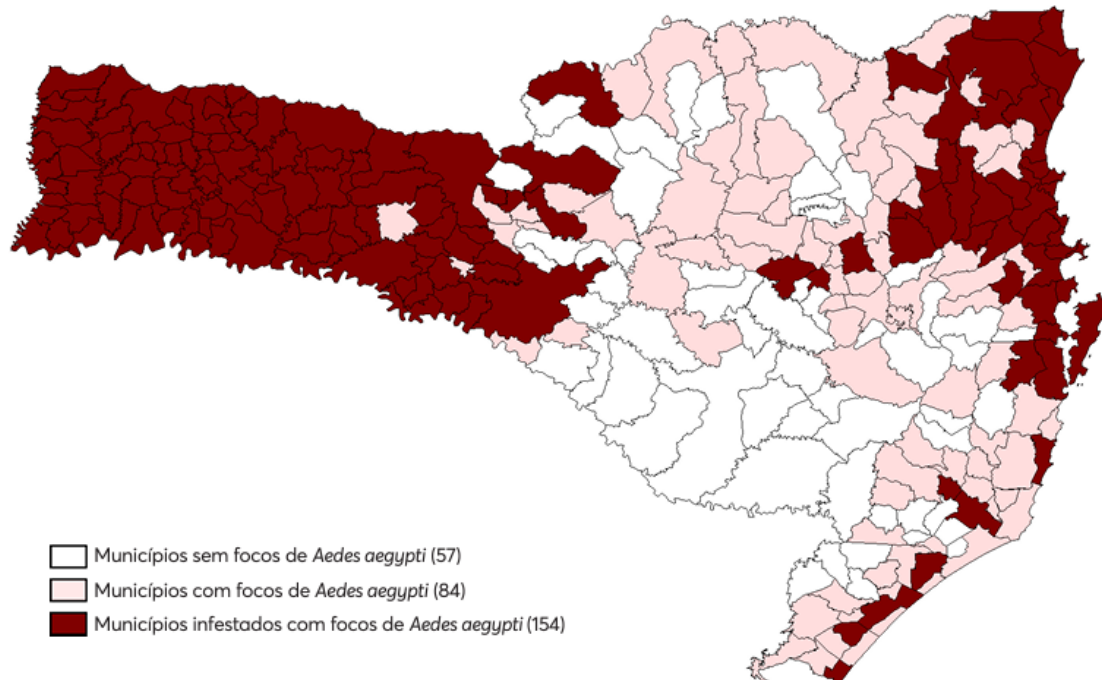 Municípios sem focos de Aedes aegypti (57)
Municípios com focos de Aedes aegypti (84)
Municípios infestados com focos de Aedes aegypti (154)